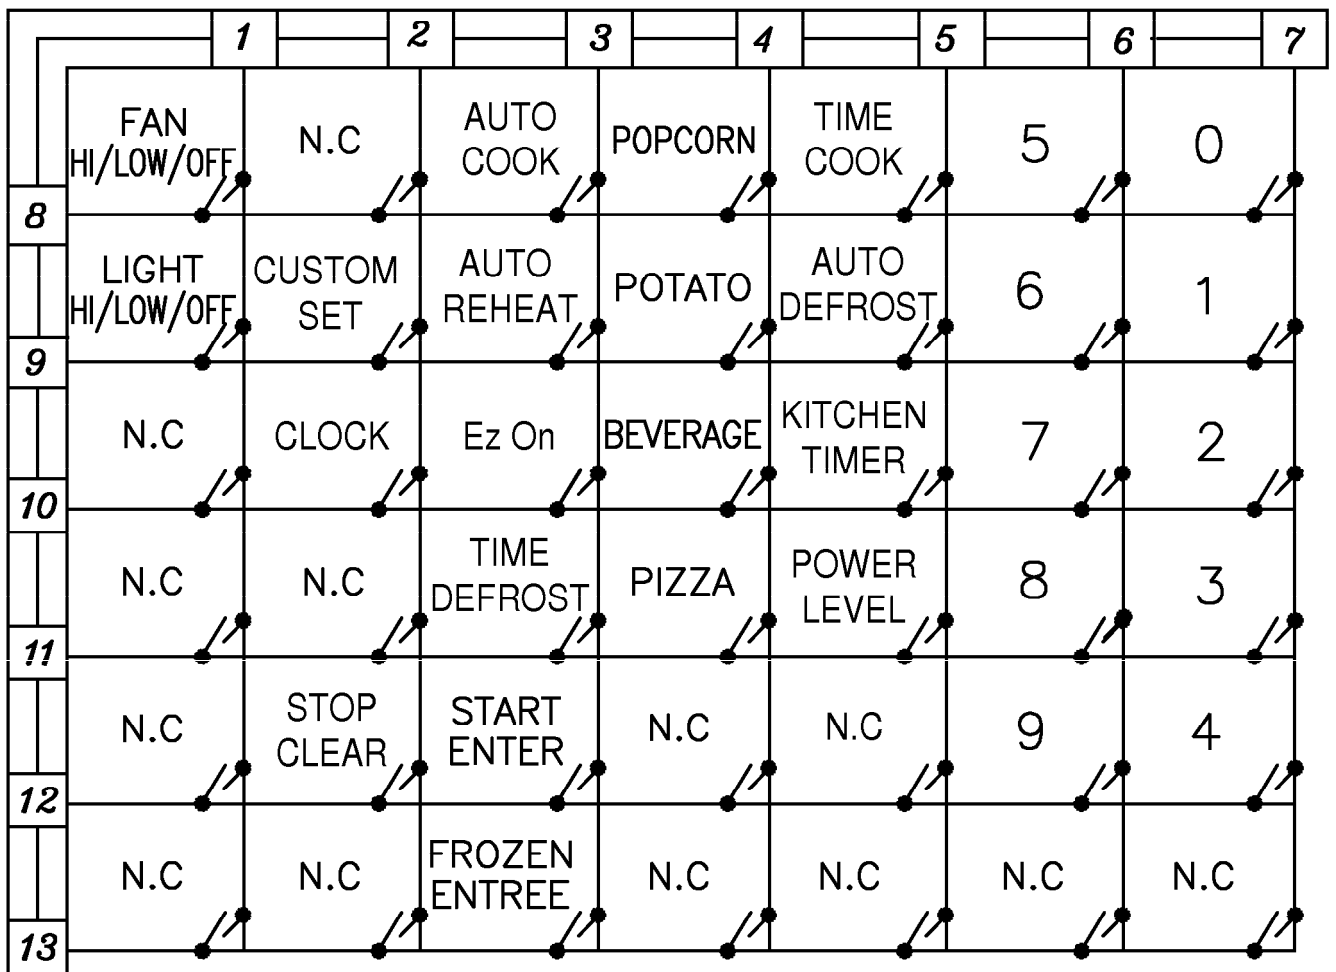 1 2 3 4 5 6 7
FAN
HI/LOW/OFF
N.C
AUTO
COOK
POPCORN
TIME
COOK
5
0
8
LIGHT
HI/LOW/OFF
CUSTOM
SET
AUTO
REHEAT
POTATO
AUTO
DEFROST
6
1
9
N.C
CLOCK
Ez On
BEVERAGE
KITCHEN
TIMER
7
2
10
N.C
N.C
TIME
DEFROST
PIZZA
POWER
LEVEL
8
3
11
N.C
STOP
CLEAR
START
ENTER
N.C
N.C
9
4
12
N.C
N.C
FROZEN
ENTREE
N.C
N.C
N.C
N.C
13